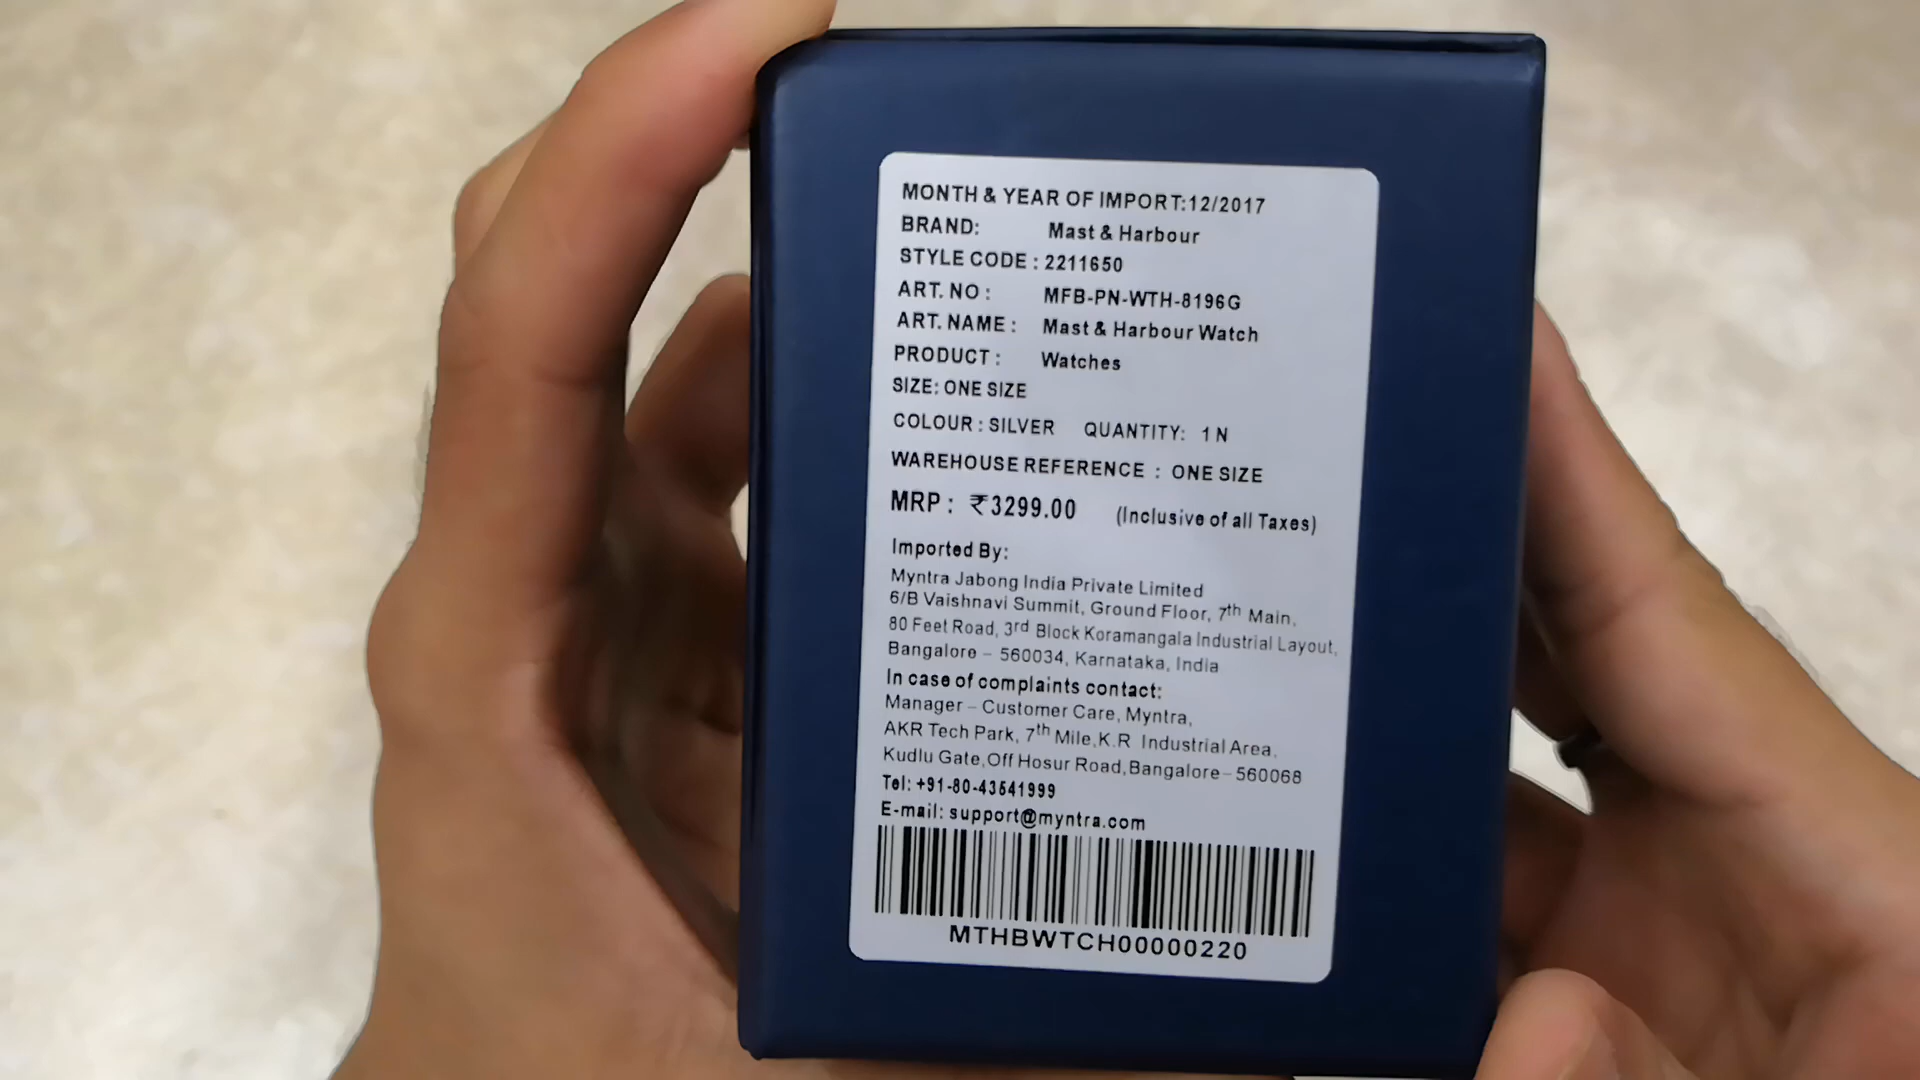 MONTH & YEAR OF IMPORT:12/2017
BRAND: Mast & Harbour
STYLE CODE : 2211650
ART. NO : MFB-PN-WTH-8196G
ART. NAME : Mast & Harbour Watch
PRODUCT : Watches
SIZE: ONE SIZE
COLOUR : SILVER QUANTITY: 1 N
WAREHOUSE REFERENCE : ONE SIZE
MRP : ₹3299.00 (Inclusive of all Taxes)
Imported By:
Myntra Jabong India Private Limited
6/B Vaishnavi Summit, Ground Floor, 7th Main,
80 Feet Road, 3rd Block Koramangala Industrial Layout,
Bangalore – 560034, Karnataka, India
In case of complaints contact:
Manager – Customer Care, Myntra,
AKR Tech Park, 7th Mile,K.R Industrial Area,
Kudlu Gate,Off Hosur Road,Bangalore – 560068
Tel: +91-80-43541999
E-mail: support@myntra.com
MTHBWTCH00000220